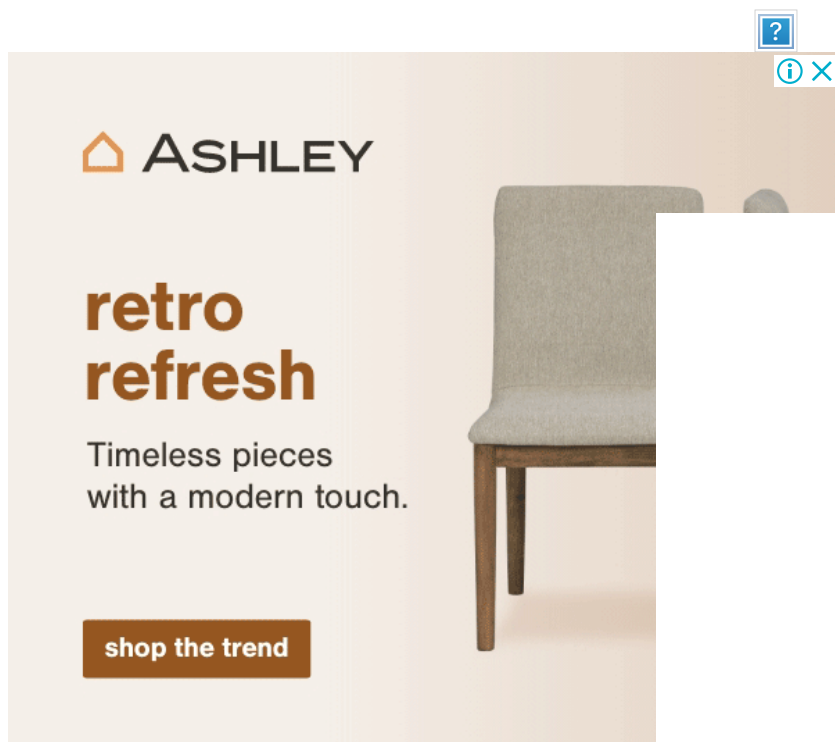 ?
ASHLEY
retro
refresh
Timeless pieces
with a modern touch.
shop the trend